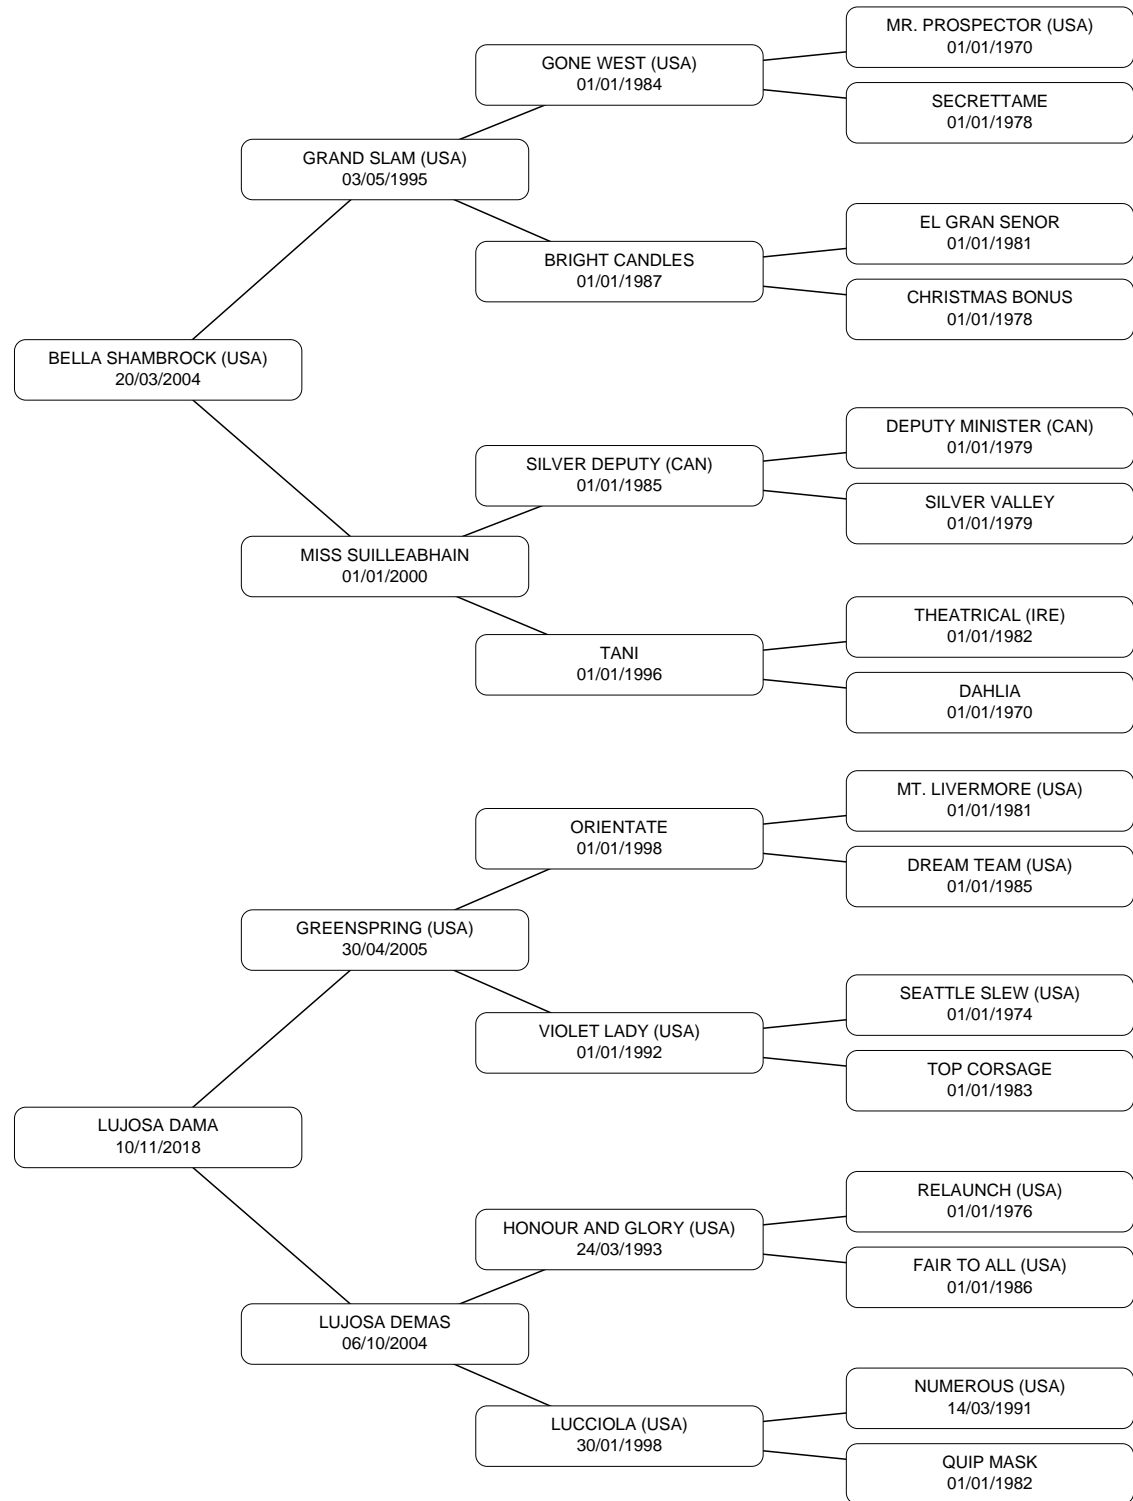 MR. PROSPECTOR (USA)
01/01/1970
GONE WEST (USA)
01/01/1984
SECRETTAME
01/01/1978
GRAND SLAM (USA)
03/05/1995
EL GRAN SENOR
01/01/1981
BRIGHT CANDLES
01/01/1987
CHRISTMAS BONUS
01/01/1978
BELLA SHAMBROCK (USA)
20/03/2004
DEPUTY MINISTER (CAN)
01/01/1979
SILVER DEPUTY (CAN)
01/01/1985
SILVER VALLEY
01/01/1979
MISS SUILLEABHAIN
01/01/2000
THEATRICAL (IRE)
01/01/1982
TANI
01/01/1996
DAHLIA
01/01/1970
MT. LIVERMORE (USA)
01/01/1981
ORIENTATE
01/01/1998
DREAM TEAM (USA)
01/01/1985
GREENSPRING (USA)
30/04/2005
SEATTLE SLEW (USA)
01/01/1974
VIOLET LADY (USA)
01/01/1992
TOP CORSAGE
01/01/1983
LUJOSA DAMA
10/11/2018
RELAUNCH (USA)
01/01/1976
HONOUR AND GLORY (USA)
24/03/1993
FAIR TO ALL (USA)
01/01/1986
LUJOSA DEMAS
06/10/2004
NUMEROUS (USA)
14/03/1991
LUCCIOLA (USA)
30/01/1998
QUIP MASK
01/01/1982